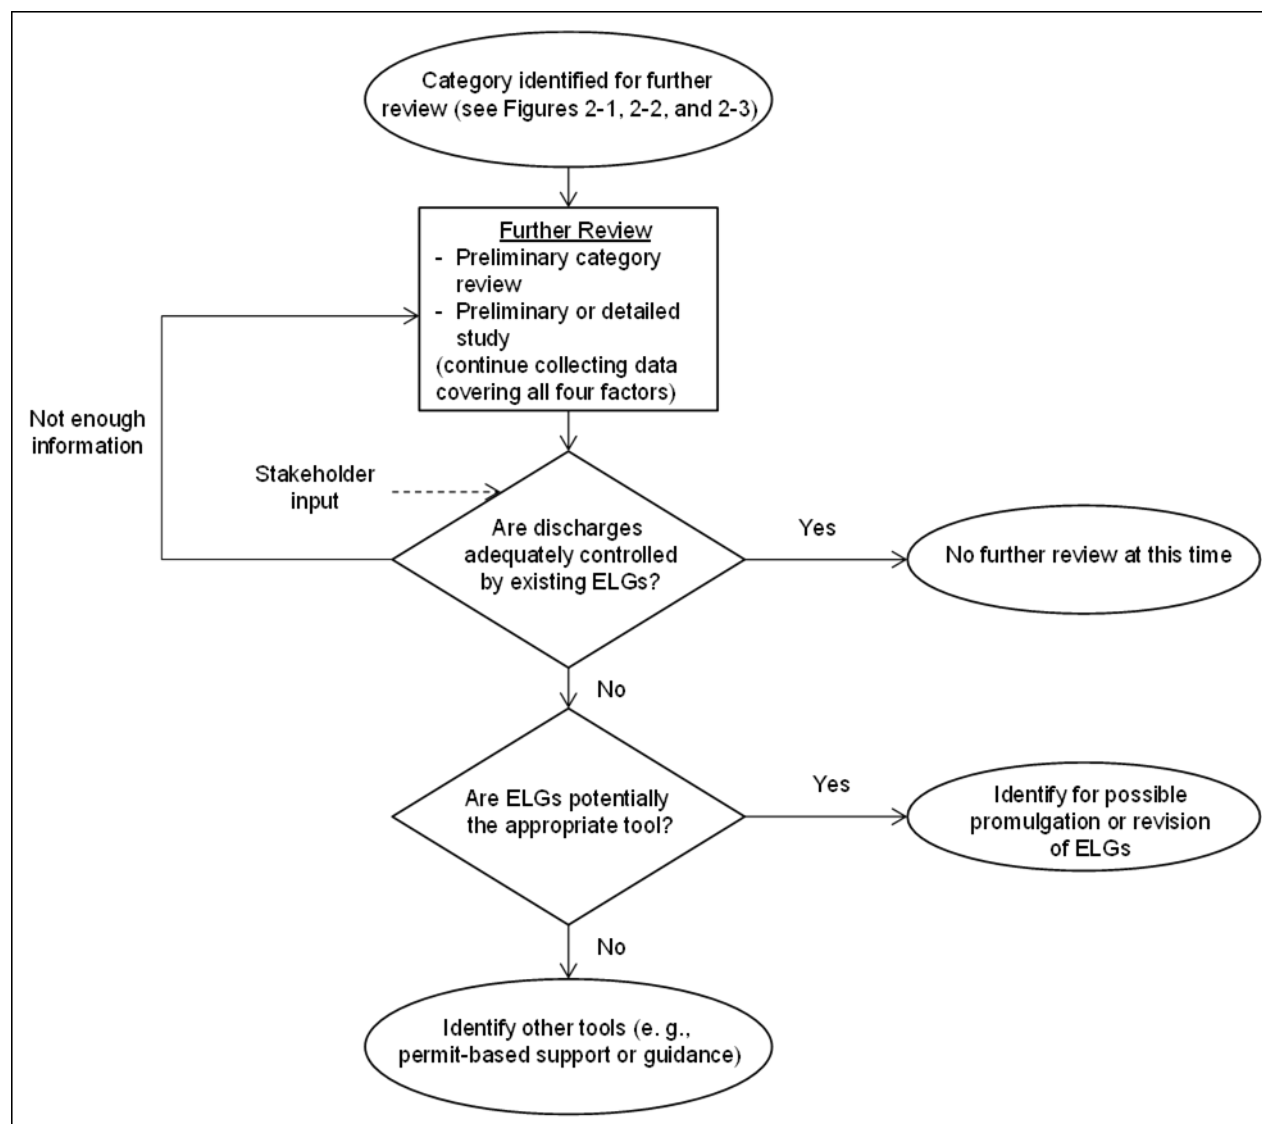 Category identified for further
review (see Figures 2-1, 2-2, and 2-3)
Further Review
- Preliminary category
review
- Preliminary or detailed
study
(continue collecting data
covering all four factors)
Not enough
information
Stakeholder
input
Are discharges
adequately controlled
by existing ELGs?
Yes
No further review at this time
No
Are ELGs potentially
the appropriate tool?
Yes
Identify for possible
promulgation or revision
of ELGs
No
Identify other tools (e. g.,
permit-based support or guidance)